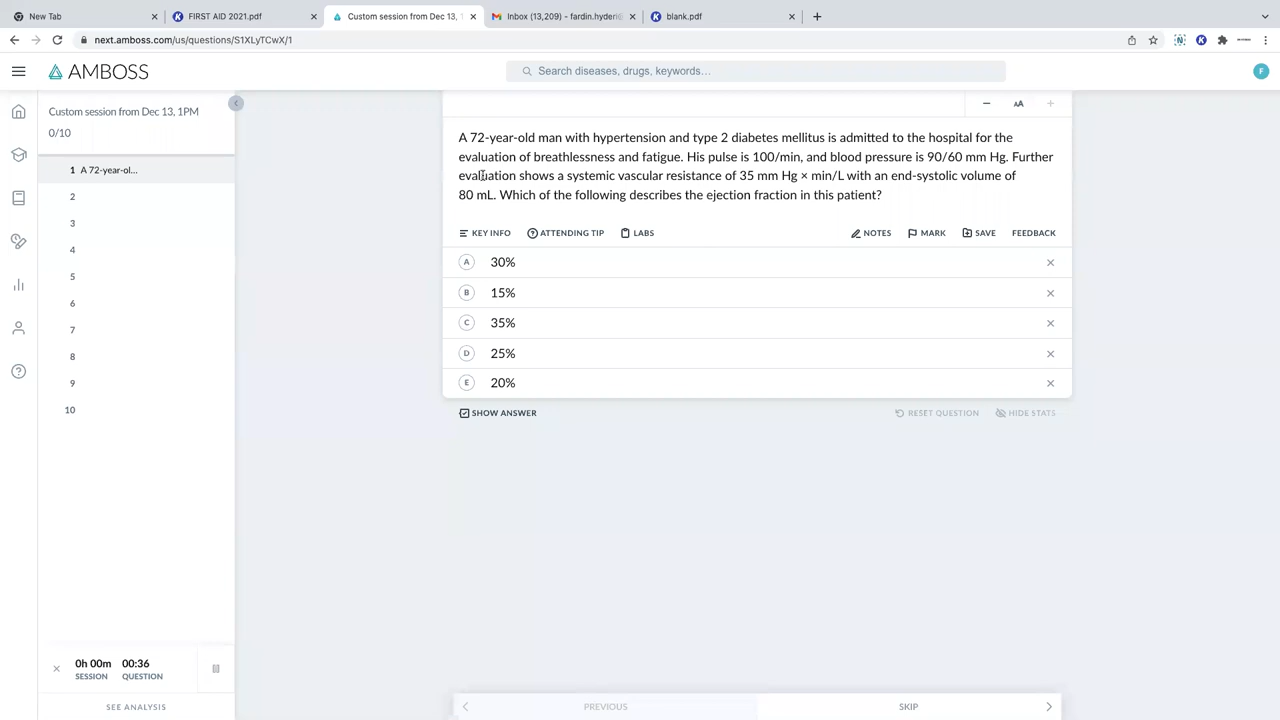 New Tab
FIRST AID 2021.pdf
Custom session from Dec 13, 
Inbox (13,209) - fardin.hyder
blank.pdf
next.amboss.com/us/questions/S1XLyTCwX/1
AMBOSS
Search diseases, drugs, keywords…
F
Custom session from Dec 13, 1PM
0/10
1 A 72-year-ol...
2
3
4
5
6
7
8
9
10
AA
A 72-year-old man with hypertension and type 2 diabetes mellitus is admitted to the hospital for the
evaluation of breathlessness and fatigue. His pulse is 100/min, and blood pressure is 90/60 mm Hg. Further
evaluation shows a systemic vascular resistance of 35 mm Hg × min/L with an end-systolic volume of
80 mL. Which of the following describes the ejection fraction in this patient?
KEY INFO ATTENDING TIP LABS NOTES MARK SAVE FEEDBACK
A 30%
B 15%
C 35%
D 25%
E 20%
SHOW ANSWER RESET QUESTION HIDE STATS
0h 00m 00:36
SESSION QUESTION
SEE ANALYSIS
PREVIOUS SKIP